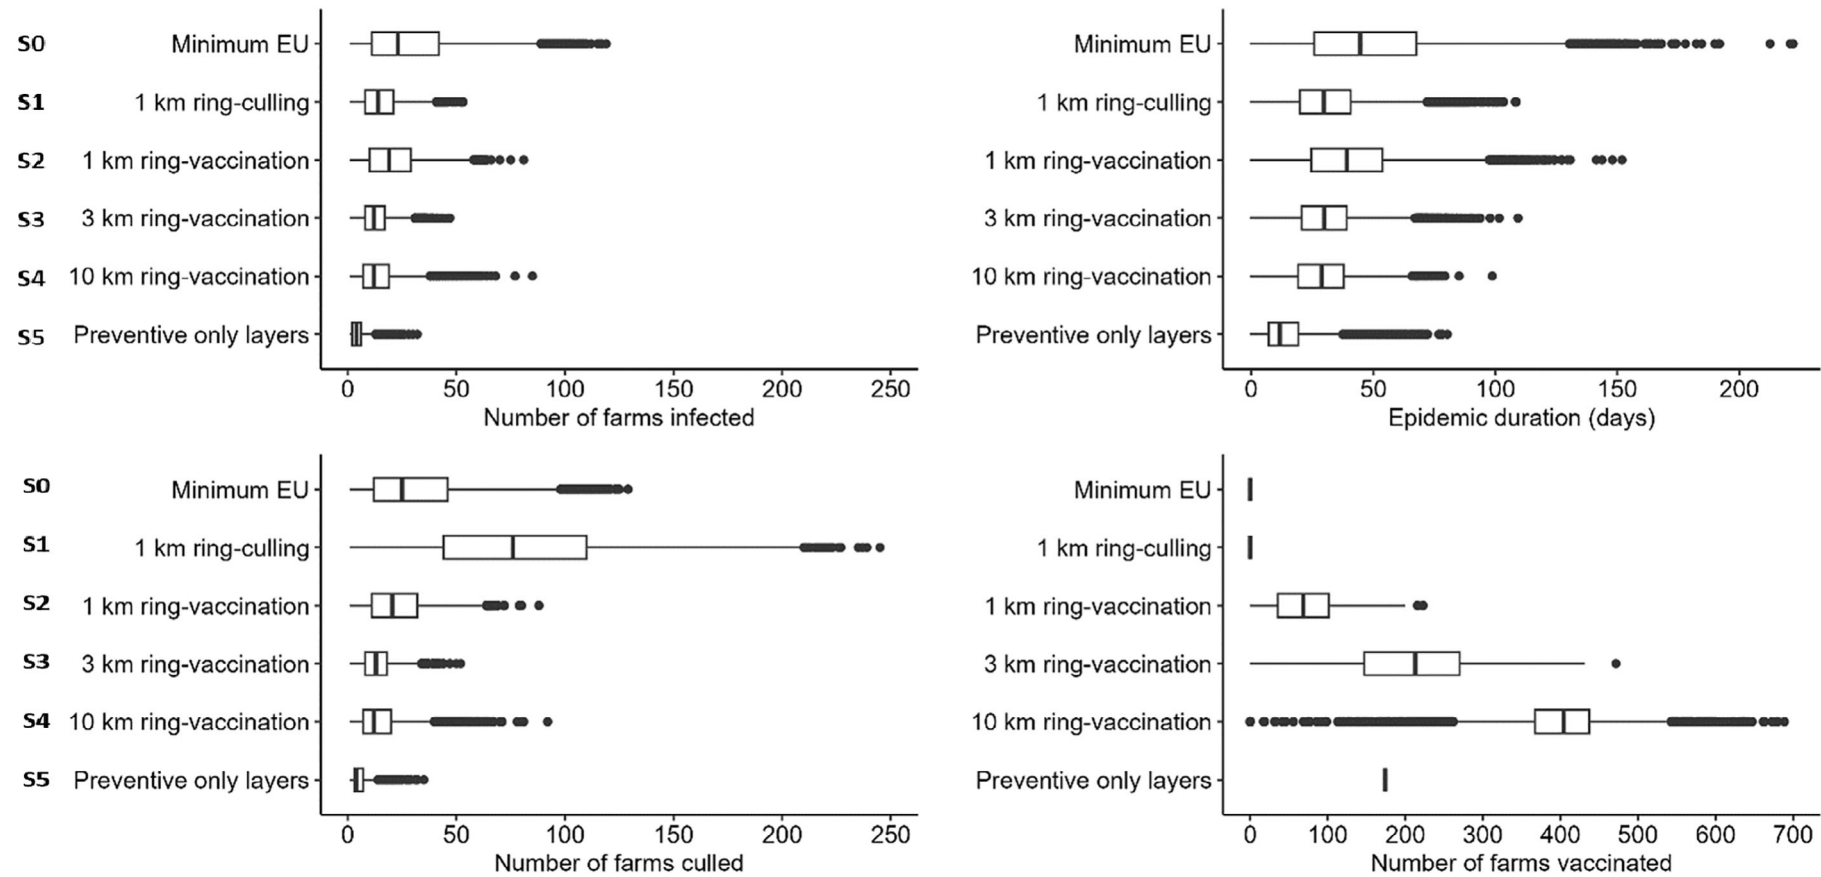 S0 Minimum EU
S1 1 km ring-culling
S2 1 km ring-vaccination
S3 3 km ring-vaccination
S4 10 km ring-vaccination
S5 Preventive only layers
0 50 100 150 200 250
Number of farms infected
Minimum EU
1 km ring-culling
1 km ring-vaccination
3 km ring-vaccination
10 km ring-vaccination
Preventive only layers
0 50 100 150 200
Epidemic duration (days)
S0 Minimum EU
S1 1 km ring-culling
S2 1 km ring-vaccination
S3 3 km ring-vaccination
S4 10 km ring-vaccination
S5 Preventive only layers
0 50 100 150 200 250
Number of farms culled
Minimum EU
1 km ring-culling
1 km ring-vaccination
3 km ring-vaccination
10 km ring-vaccination
Preventive only layers
0 100 200 300 400 500 600 700
Number of farms vaccinated